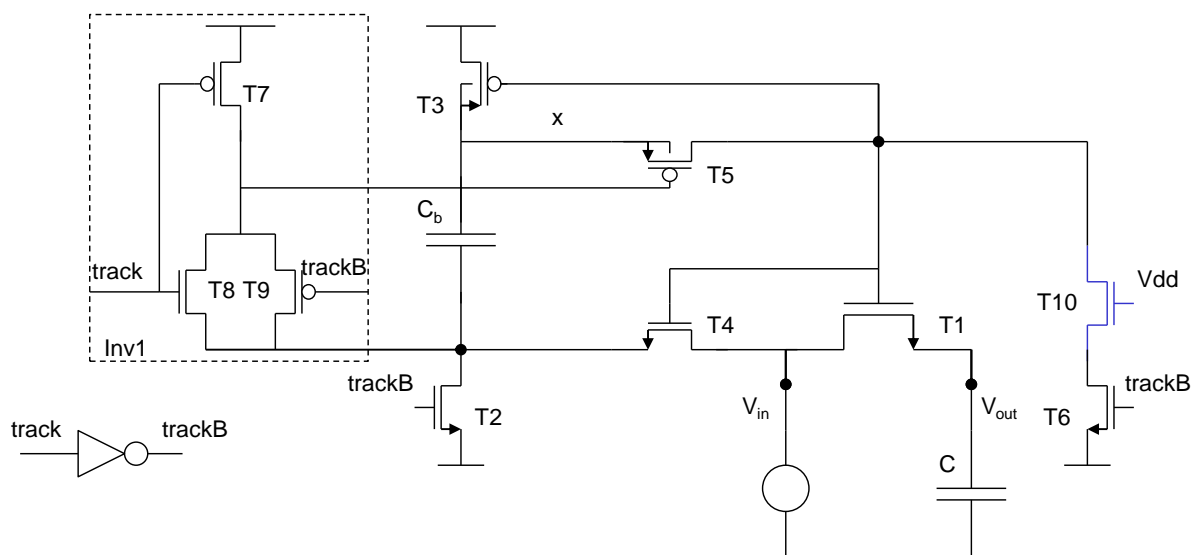 T7
T3
x
T5
C_b
track
T8 T9
trackB
Vdd
T10
T4
T1
Inv1
trackB
T2
trackB
T6
V_in
V_out
track
trackB
C